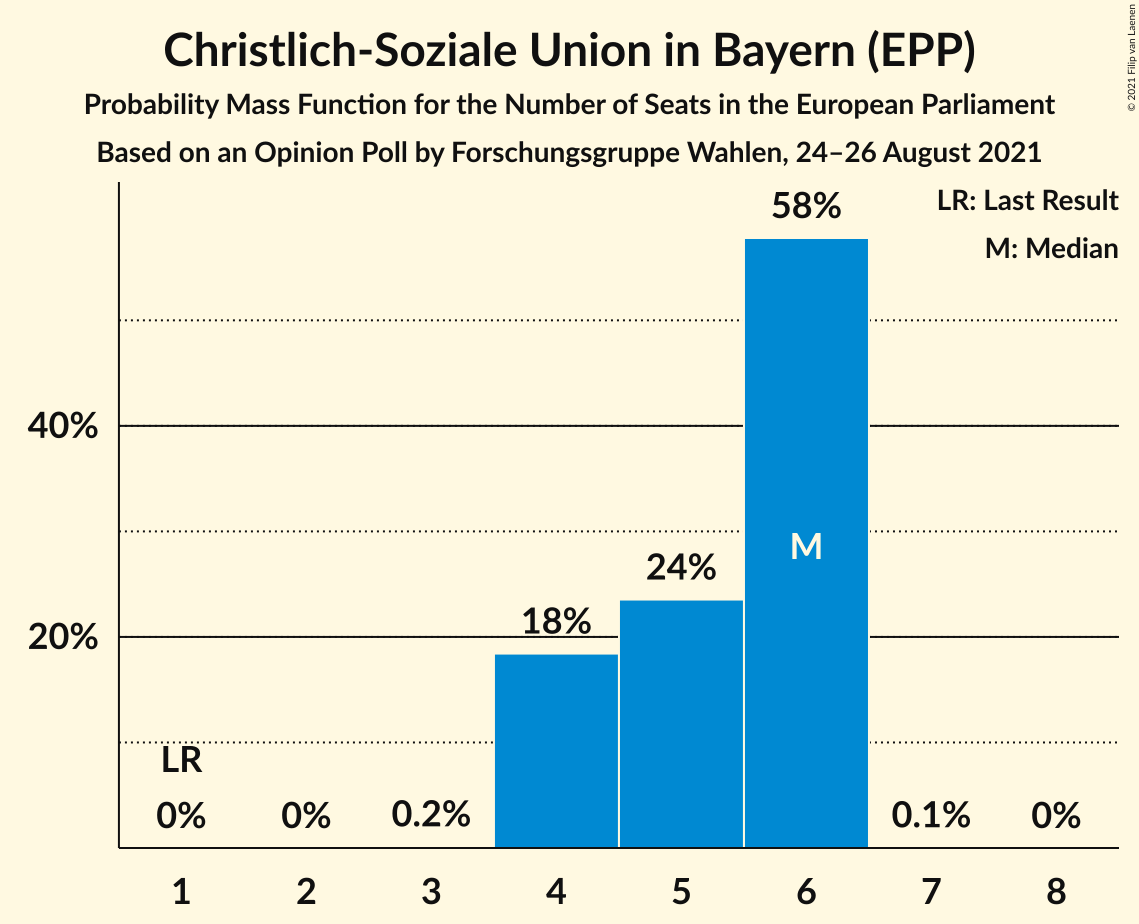 Christlich-Soziale Union in Bayern (EPP)
Probability Mass Function for the Number of Seats in the European Parliament
Based on an Opinion Poll by Forschungsgruppe Wahlen, 24–26 August 2021
© 2021 Filip van Laenen
LR: Last Result
M: Median
58%
40%
M
24%
18%
20%
LR
0% 0% 0.2% 0.1% 0%
1 2 3 4 5 6 7 8